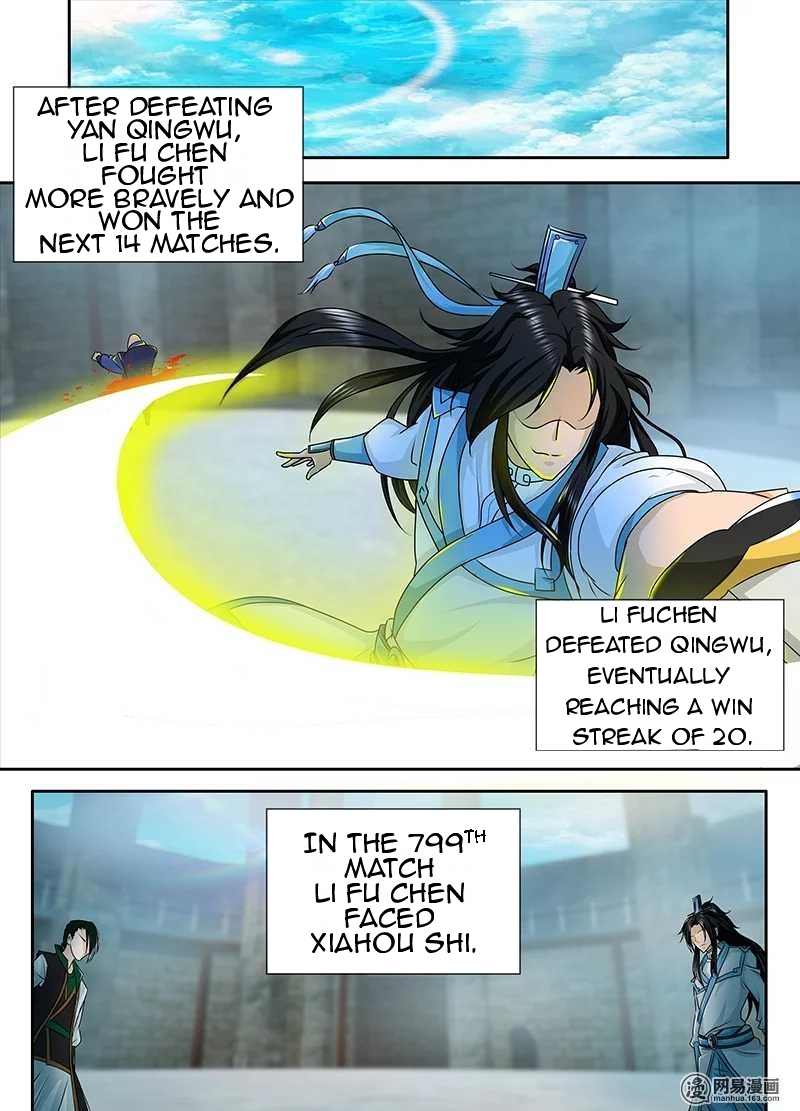 AFTER DEFEATING
YAN QINGWU,
LI FU CHEN
FOUGHT
MORE BRAVELY AND
WON THE
NEXT 14 MATCHES.
LI FUCHEN
DEFEATED QINGWU,
EVENTUALLY
REACHING A WIN
STREAK OF 20.
IN THE 799TH
MATCH
LI FU CHEN
FACED
XIAHOU SHI.
网易漫画
manhua.163.com